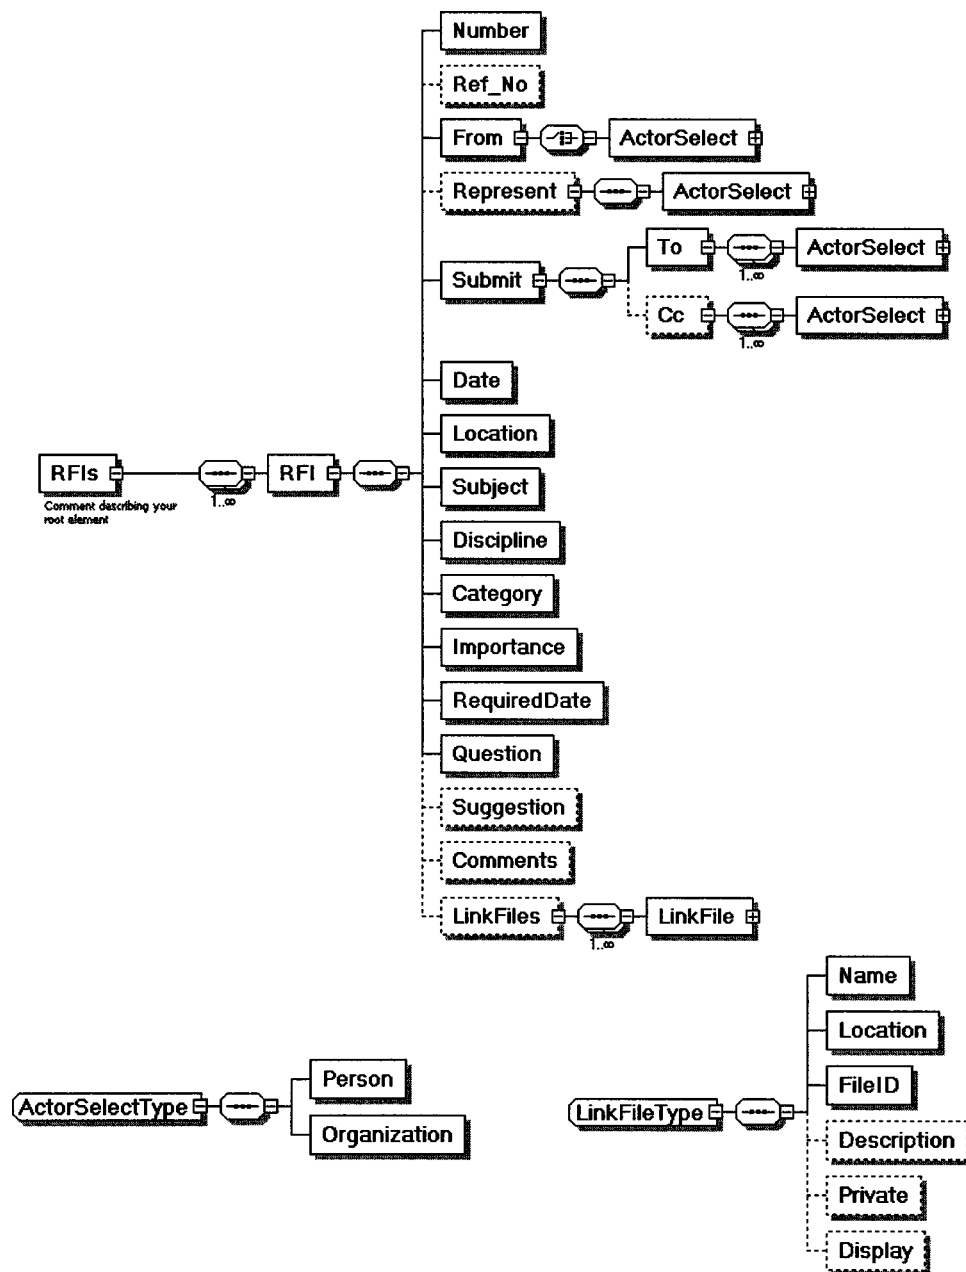 Number
Ref_No
From
ActorSelect
Represent
ActorSelect
To
ActorSelect
1..∞
Submit
Cc
ActorSelect
1..∞
Date
Location
RFIs
RFI
1..∞
Comment describing your
root element
Subject
Discipline
Category
Importance
RequiredDate
Question
Suggestion
Comments
LinkFiles
LinkFile
1..∞
ActorSelectType
Person
Organization
LinkFileType
Name
Location
FileID
Description
Private
Display